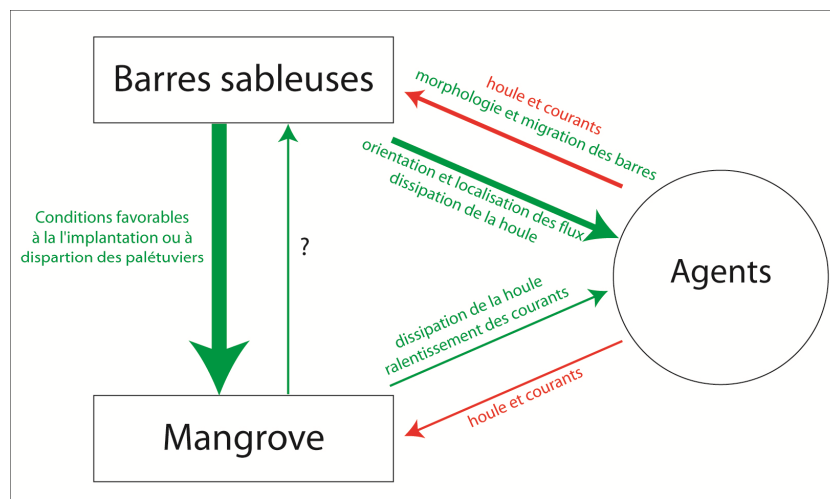 Barres sableuses
houle et courants
morphologie et migration des barres
orientation et localisation des flux
dissipation de la houle
Conditions favorables
à la l'implantation ou à
dispartion des palétuviers
?
Agents
dissipation de la houle
ralentissement des courants
houle et courants
Mangrove